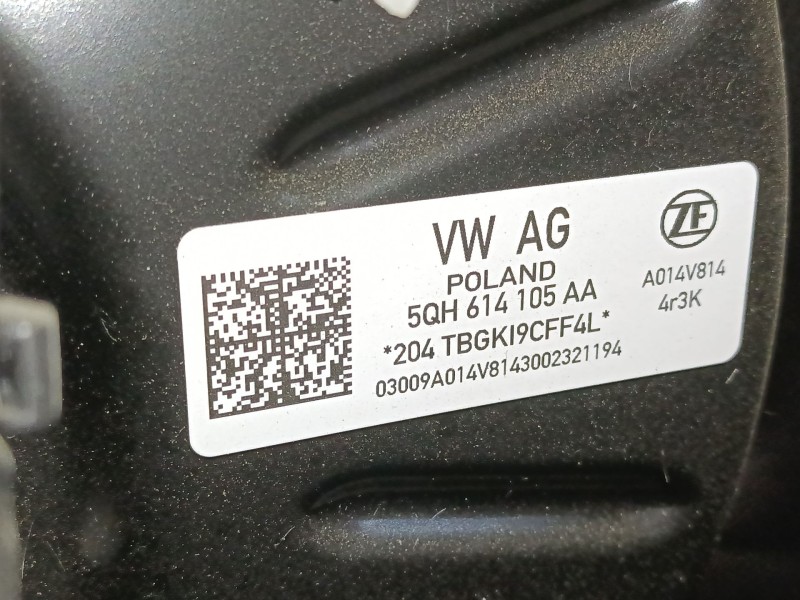 VW AG
POLAND
5QH 614 105 AA
*204 TBGKI9CFF4L*
03009A014V8143002321194
ZF
A014V814
4r3K